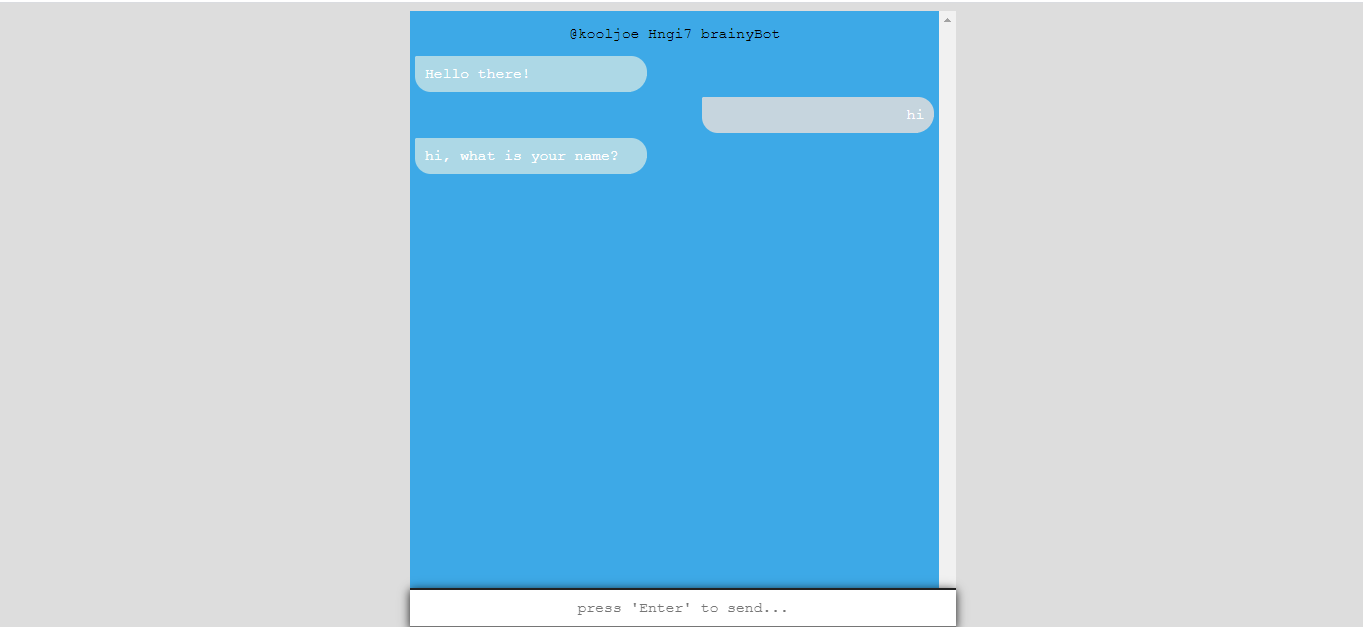 @kooljoe Hngi7 brainyBot
Hello there!
hi
hi, what is your name?
press 'Enter' to send...